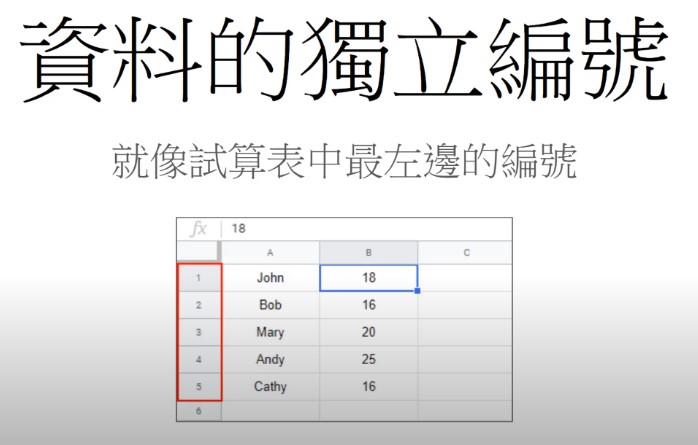 資料的獨立編號
就像試算表中最左邊的編號
fx 18
A B C
1 John 18
2 Bob 16
3 Mary 20
4 Andy 25
5 Cathy 16
6